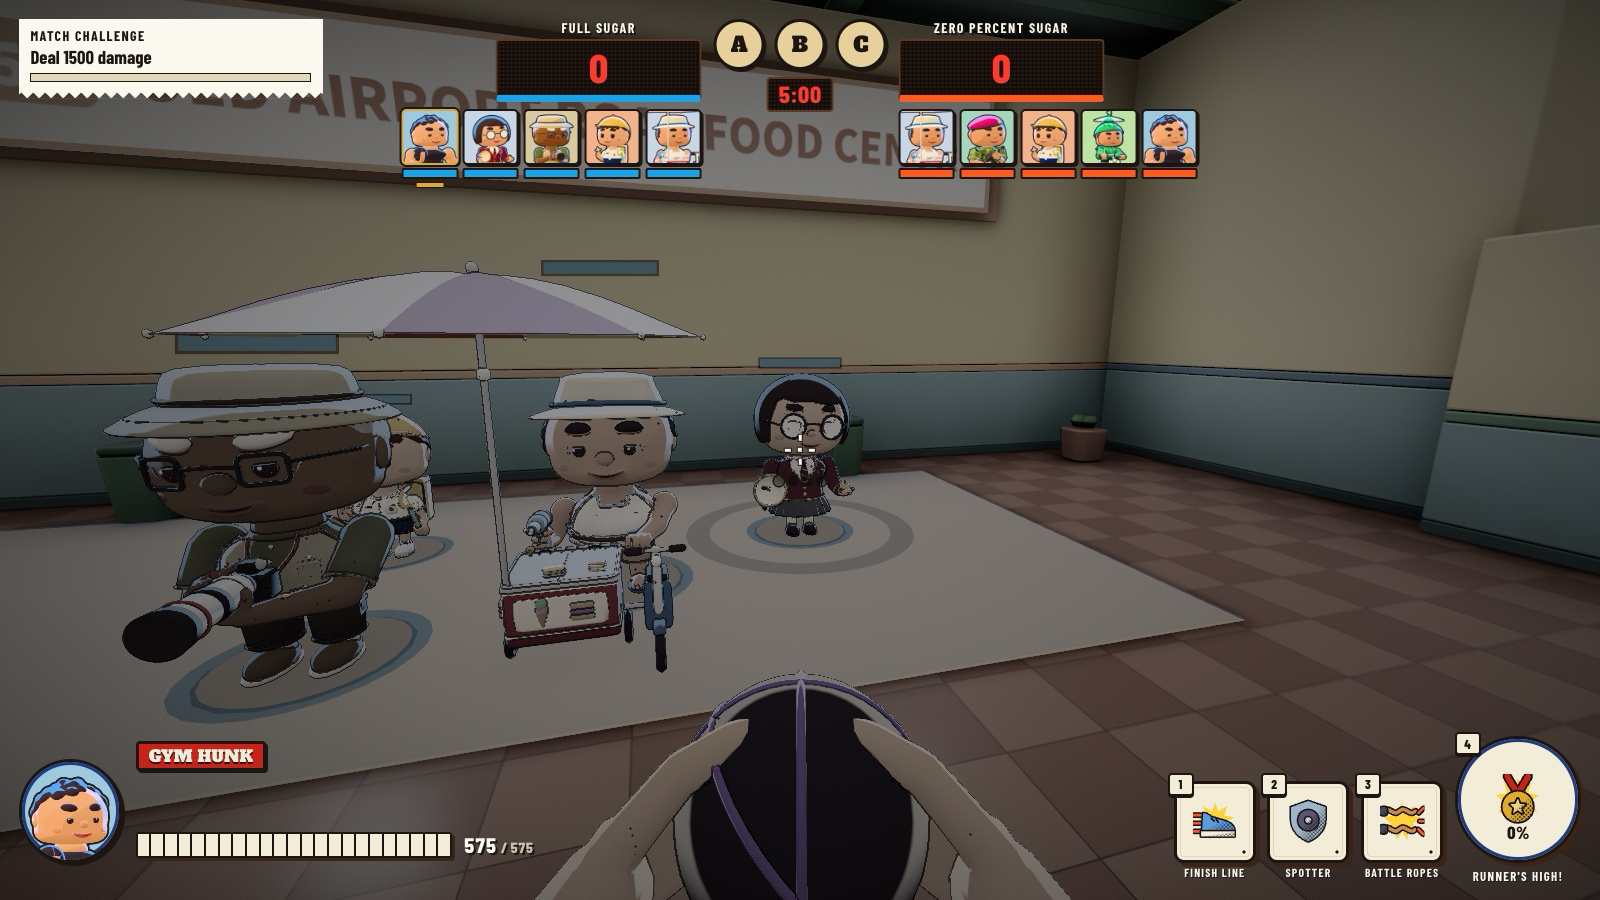 MATCH CHALLENGE
Deal 1500 damage
FULL SUGAR
0
A B C
5:00
ZERO PERCENT SUGAR
0
AIRPORT
FOOD CEN
GYM HUNK
575 / 575
1
FINISH LINE
2
SPOTTER
3
BATTLE ROPES
4
0%
RUNNER'S HIGH!